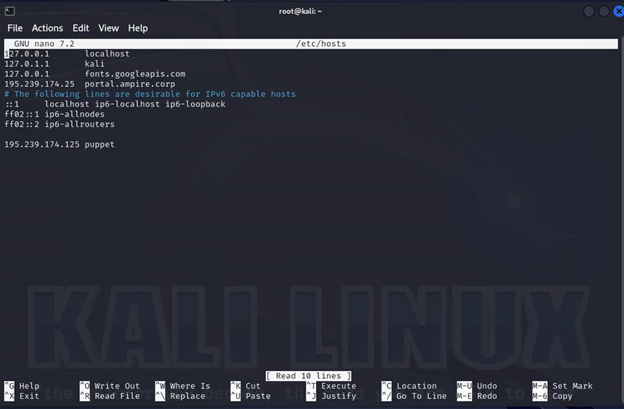 root@kali: ~
File Actions Edit View Help
GNU nano 7.2 /etc/hosts
127.0.0.1 localhost
127.0.1.1 kali
127.0.0.1 fonts.googleapis.com
195.239.174.25 portal.ampire.corp
# The following lines are desirable for IPv6 capable hosts
::1 localhost ip6-localhost ip6-loopback
ff02::1 ip6-allnodes
ff02::2 ip6-allrouters
195.239.174.125 puppet
KALI LINUX
[ Read 10 lines ]
^G Help ^O Write Out ^W Where Is ^K Cut ^T Execute ^C Location M-U Undo M-A Set Mark
^X Exit ^R Read File ^\ Replace ^U Paste ^J Justify ^/ Go To Line M-E Redo M-6 Copy